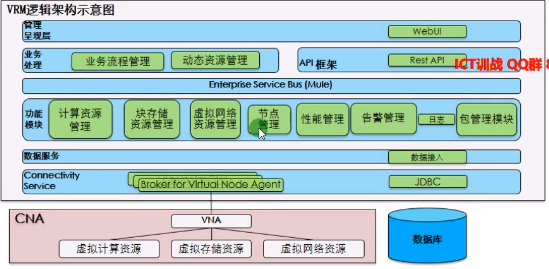 VRM逻辑架构示意图
管理
呈现层
WebUI
业务
处理
业务流程管理
动态资源管理
API 框架
Rest API
ICT训战 QQ群 8
Enterprise Service Bus (Mule)
功能
模块
计算资源
管理
块存储
资源管理
虚拟网络
资源管理
节点
管理
性能管理
告警管理
日志
包管理模块
数据服务
数据接入
Connectivity
Service
Broker for Virtual Node Agent
JDBC
CNA
VNA
虚拟计算资源
虚拟存储资源
虚拟网络资源
数据库